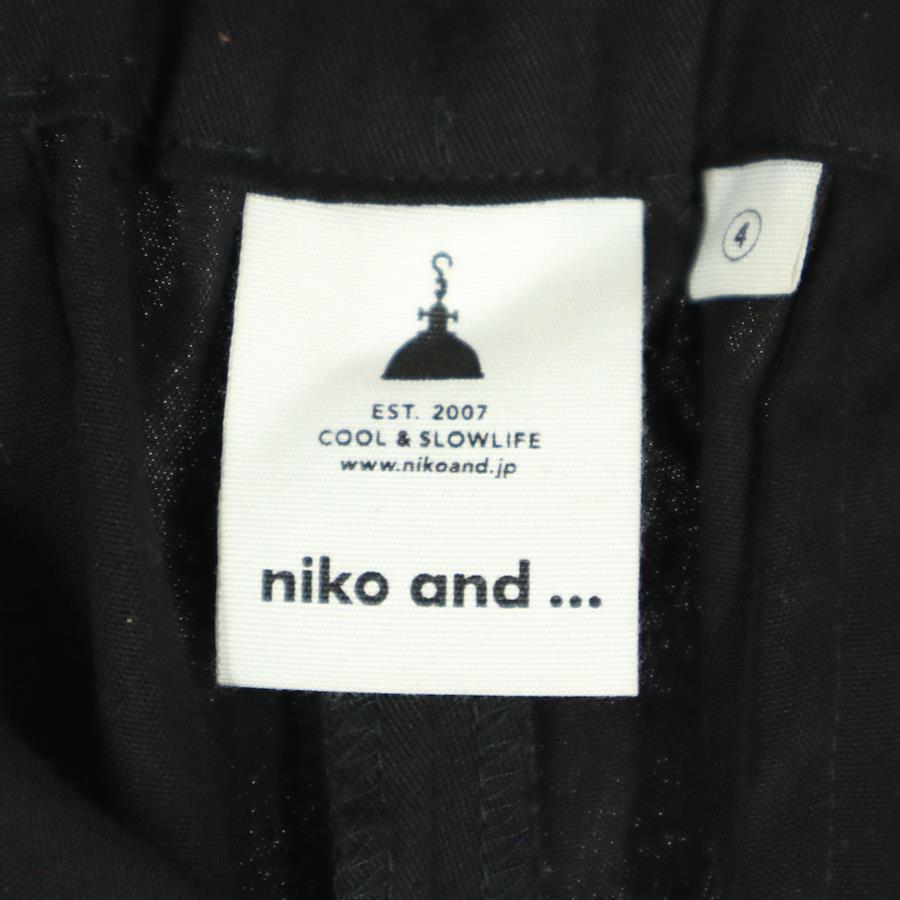 4
EST. 2007
COOL & SLOWLIFE
www.nikoand.jp
niko and ...